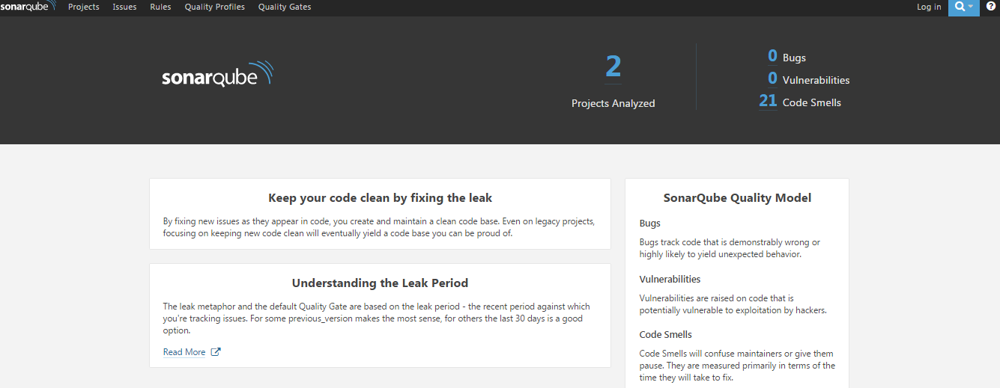 sonarqube Projects Issues Rules Quality Profiles Quality Gates Log in ?
sonarqube
2
Projects Analyzed
0 Bugs
0 Vulnerabilities
21 Code Smells
Keep your code clean by fixing the leak
By fixing new issues as they appear in code, you create and maintain a clean code base. Even on legacy projects,
focusing on keeping new code clean will eventually yield a code base you can be proud of.
Understanding the Leak Period
The leak metaphor and the default Quality Gate are based on the leak period - the recent period against which
you're tracking issues. For some previous_version makes the most sense, for others the last 30 days is a good
option.
Read More
SonarQube Quality Model
Bugs
Bugs track code that is demonstrably wrong or
highly likely to yield unexpected behavior.
Vulnerabilities
Vulnerabilities are raised on code that is
potentially vulnerable to exploitation by hackers.
Code Smells
Code Smells will confuse maintainers or give them
pause. They are measured primarily in terms of the
time they will take to fix.